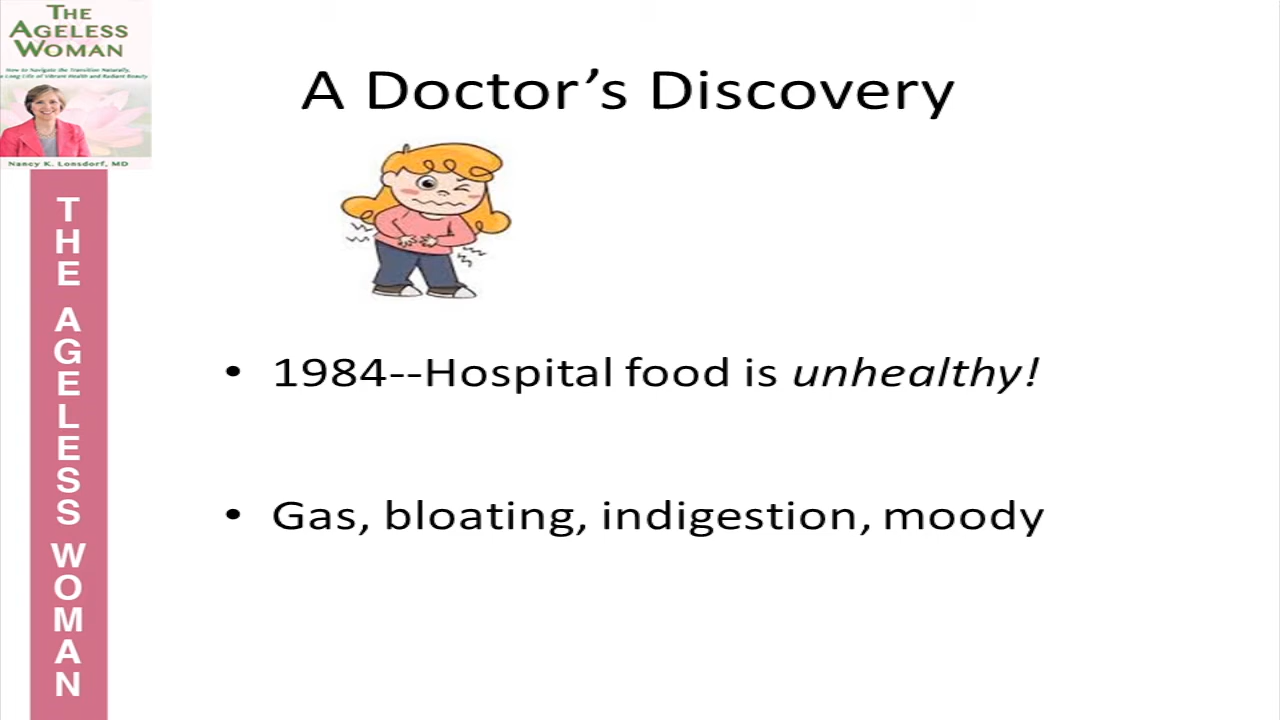 THE
AGELESS
WOMAN
How to Navigate the Transition Naturally,
a Long Life of Vibrant Health and Radiant Beauty
Nancy K. Lonsdorf, MD
THE AGELESS WOMAN
A Doctor’s Discovery
• 1984--Hospital food is unhealthy!
• Gas, bloating, indigestion, moody